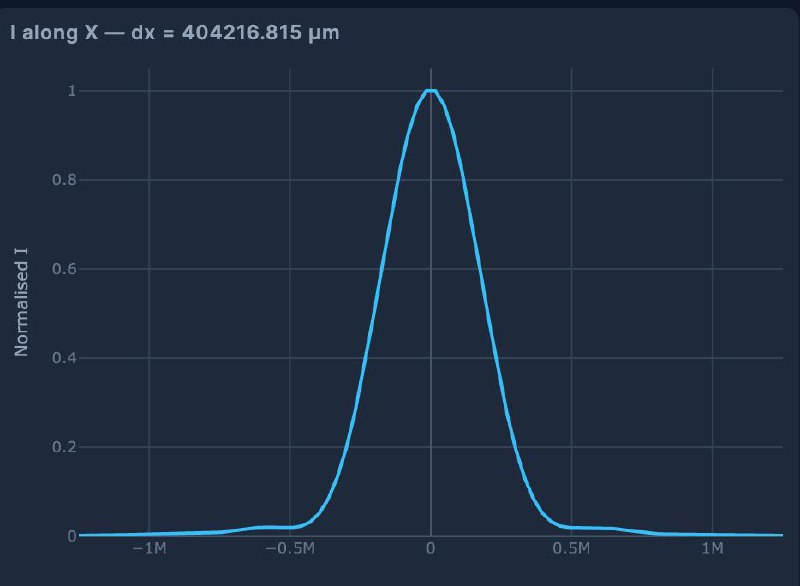 I along X — dx = 404216.815 μm
1
0.8
0.6
0.4
0.2
0
Normalised I
−1M −0.5M 0 0.5M 1M